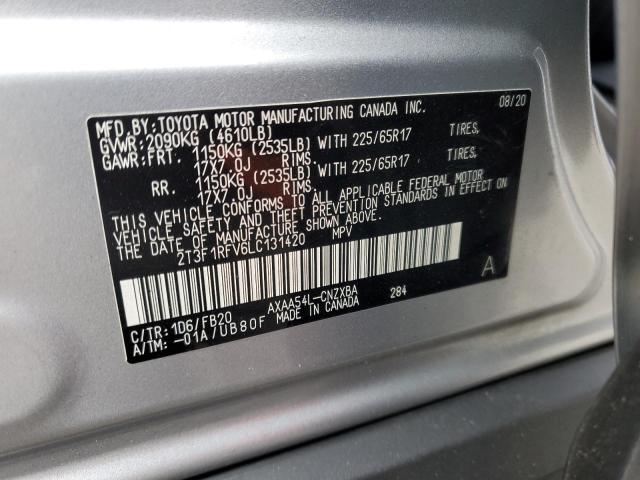 MFD.BY:TOYOTA MOTOR MANUFACTURING CANADA INC. 08/20
GVWR:2090KG (4610LB)
GAWR:FRT. 1150KG (2535LB) WITH 225/65R17 TIRES.
17X7.0J RIMS.
RR. 1150KG (2535LB) WITH 225/65R17 TIRES.
17X7.0J RIMS.
THIS VEHICLE CONFORMS TO ALL APPLICABLE FEDERAL MOTOR
VEHICLE SAFETY AND THEFT PREVENTION STANDARDS IN EFFECT ON
THE DATE OF MANUFACTURE SHOWN ABOVE.
2T3F1RFV6LC131420 MPV
A
C/TR:1D6/FB20 AXAA54L-CNZXBA 284
A/TM:-01A/UB80F MADE IN CANADA